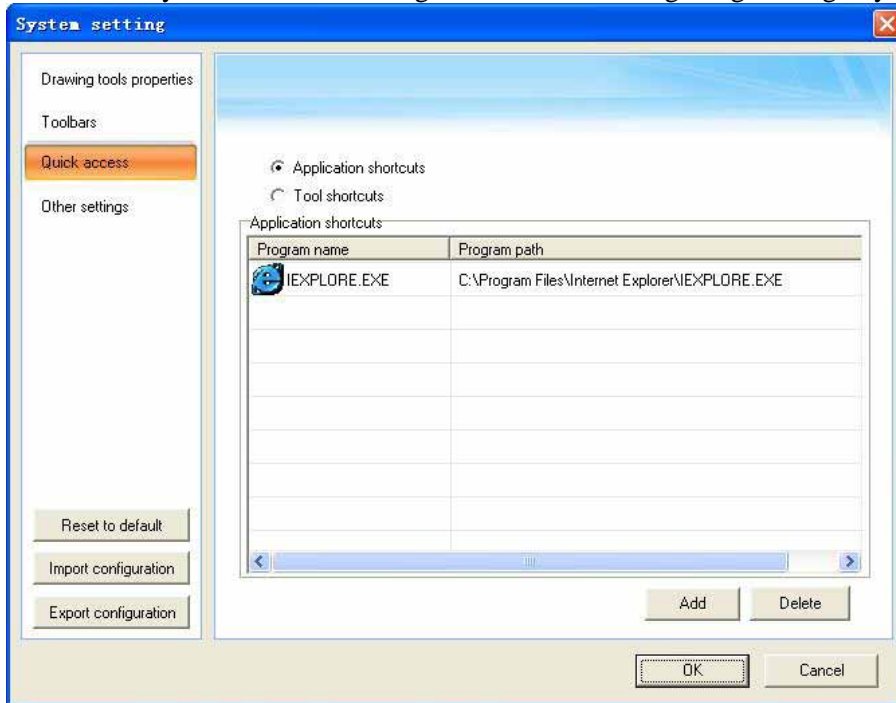 System setting
Drawing tools properties
Toolbars
Quick access
Other settings
Reset to default
Import configuration
Export configuration
Application shortcuts
Tool shortcuts
Application shortcuts
Program name Program path
IEXPLORE.EXE C:\Program Files\Internet Explorer\IEXPLORE.EXE
Add Delete
OK Cancel